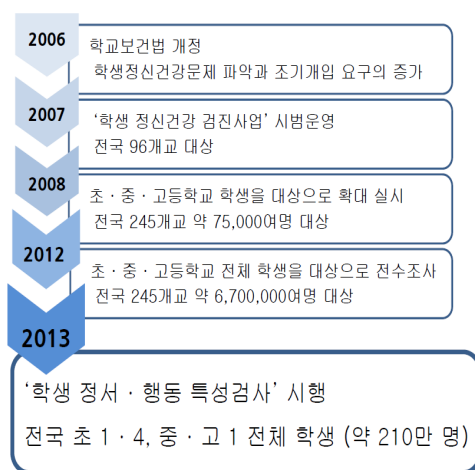 2006
학교보건법 개정
학생정신건강문제 파악과 조기개입 요구의 증가
2007
‘학생 정신건강 검진사업’ 시범운영
전국 96개교 대상
2008
초 · 중 · 고등학교 학생을 대상으로 확대 실시
전국 245개교 약 75,000여명 대상
2012
초 · 중 · 고등학교 전체 학생을 대상으로 전수조사
전국 245개교 약 6,700,000여명 대상
2013
‘학생 정서 · 행동 특성검사’ 시행
전국 초 1 · 4, 중 · 고 1 전체 학생 (약 210만 명)